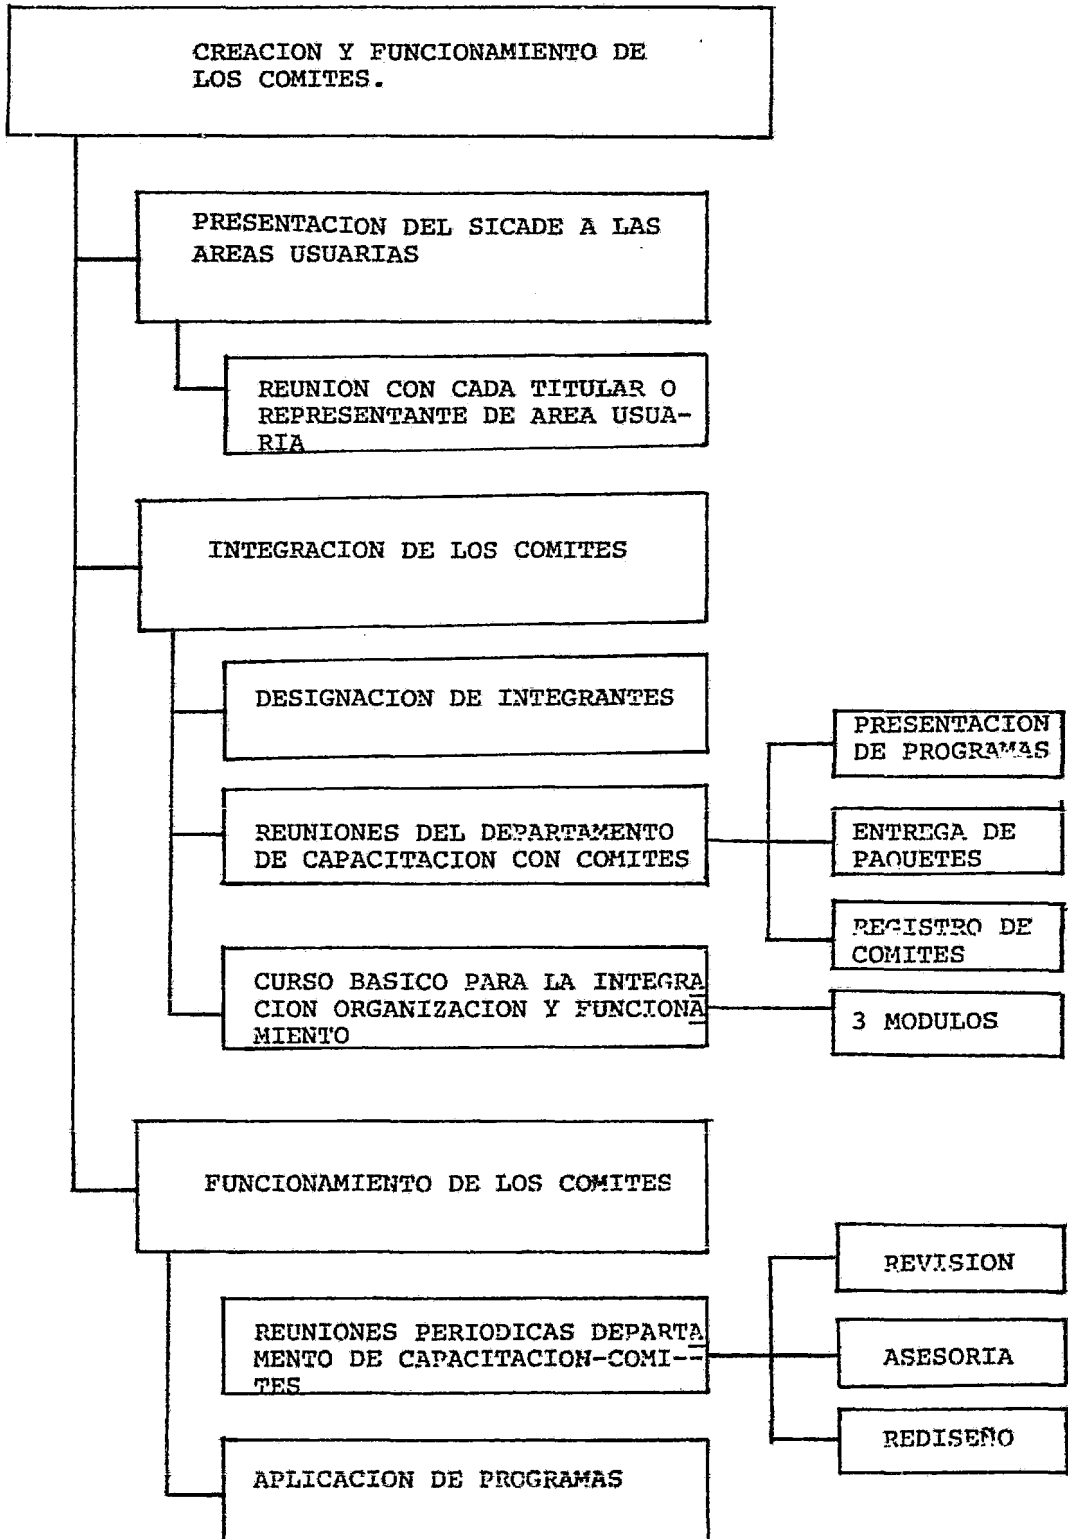 CREACION Y FUNCIONAMIENTO DE
LOS COMITES.
PRESENTACION DEL SICADE A LAS
AREAS USUARIAS
REUNION CON CADA TITULAR O
REPRESENTANTE DE AREA USUA-
RIA
INTEGRACION DE LOS COMITES
DESIGNACION DE INTEGRANTES
REUNIONES DEL DEPARTAMENTO
DE CAPACITACION CON COMITES
PRESENTACION
DE PROGRAMAS
ENTREGA DE
PAQUETES
REGISTRO DE
COMITES
CURSO BASICO PARA LA INTEGRA
CION ORGANIZACION Y FUNCIONA
MIENTO
3 MODULOS
FUNCIONAMIENTO DE LOS COMITES
REUNIONES PERIODICAS DEPARTA
MENTO DE CAPACITACION-COMI--
TES
REVISION
ASESORIA
REDISEÑO
APLICACION DE PROGRAMAS